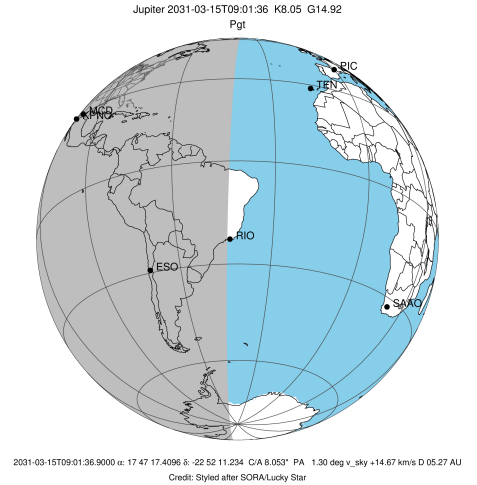 Jupiter 2031-03-15T09:01:36 K8.05 G14.92
Pgt
PIC
TEN
MCD
KPNO
RIO
ESO
SAAO
2031-03-15T09:01:36.9000 α: 17 47 17.4096 δ: -22 52 11.234 C/A 8.053" PA 1.30 deg v_sky +14.67 km/s D 05.27 AU
Credit: Styled after SORA/Lucky Star